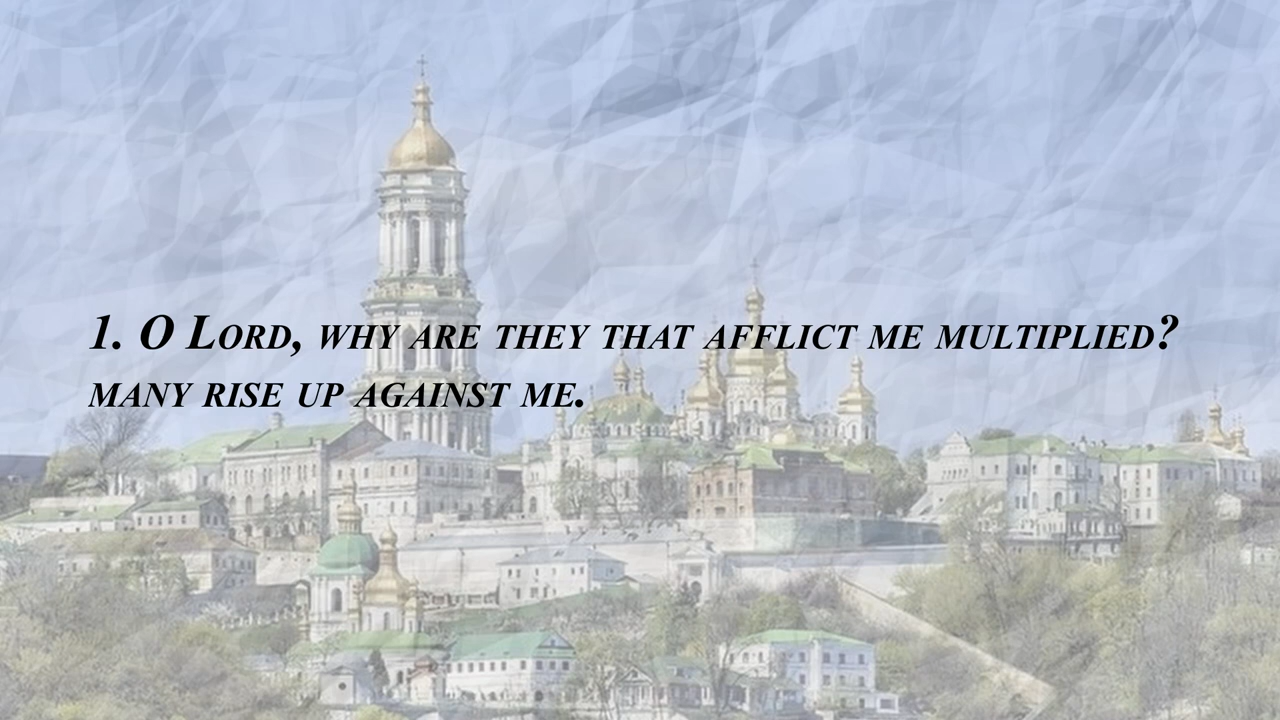 1. O Lord, why are they that afflict me multiplied?
many rise up against me.